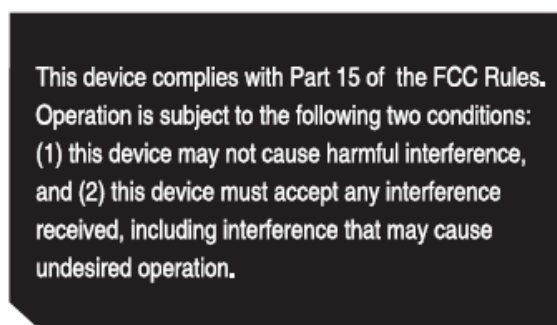 This device complies with Part 15 of the FCC Rules.
Operation is subject to the following two conditions:
(1) this device may not cause harmful interference,
and (2) this device must accept any interference
received, including interference that may cause
undesired operation.